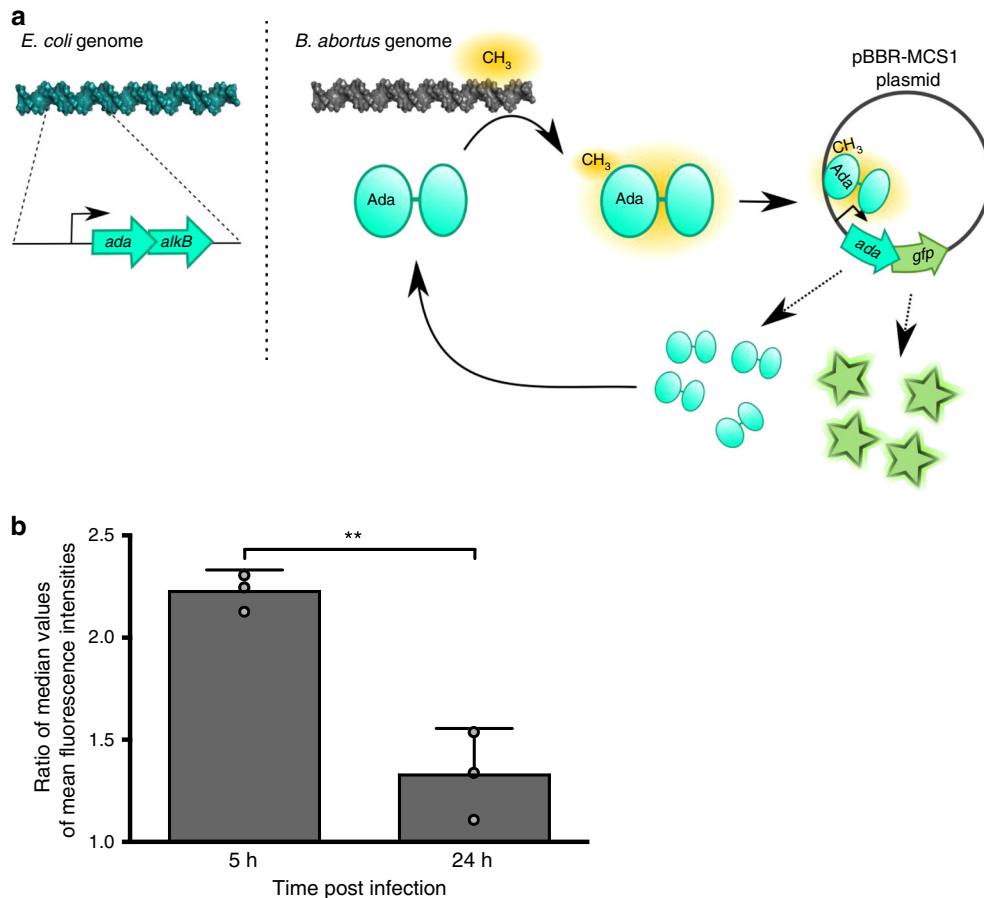 a
E. coli genome
B. abortus genome
CH3
pBBR-MCS1
plasmid
CH3
CH3
Ada
Ada
Ada
ada
alkB
ada
gfp
b
Ratio of median values
of mean fluorescence intensities
2.5
2.0
1.5
1.0
**
5 h
24 h
Time post infection